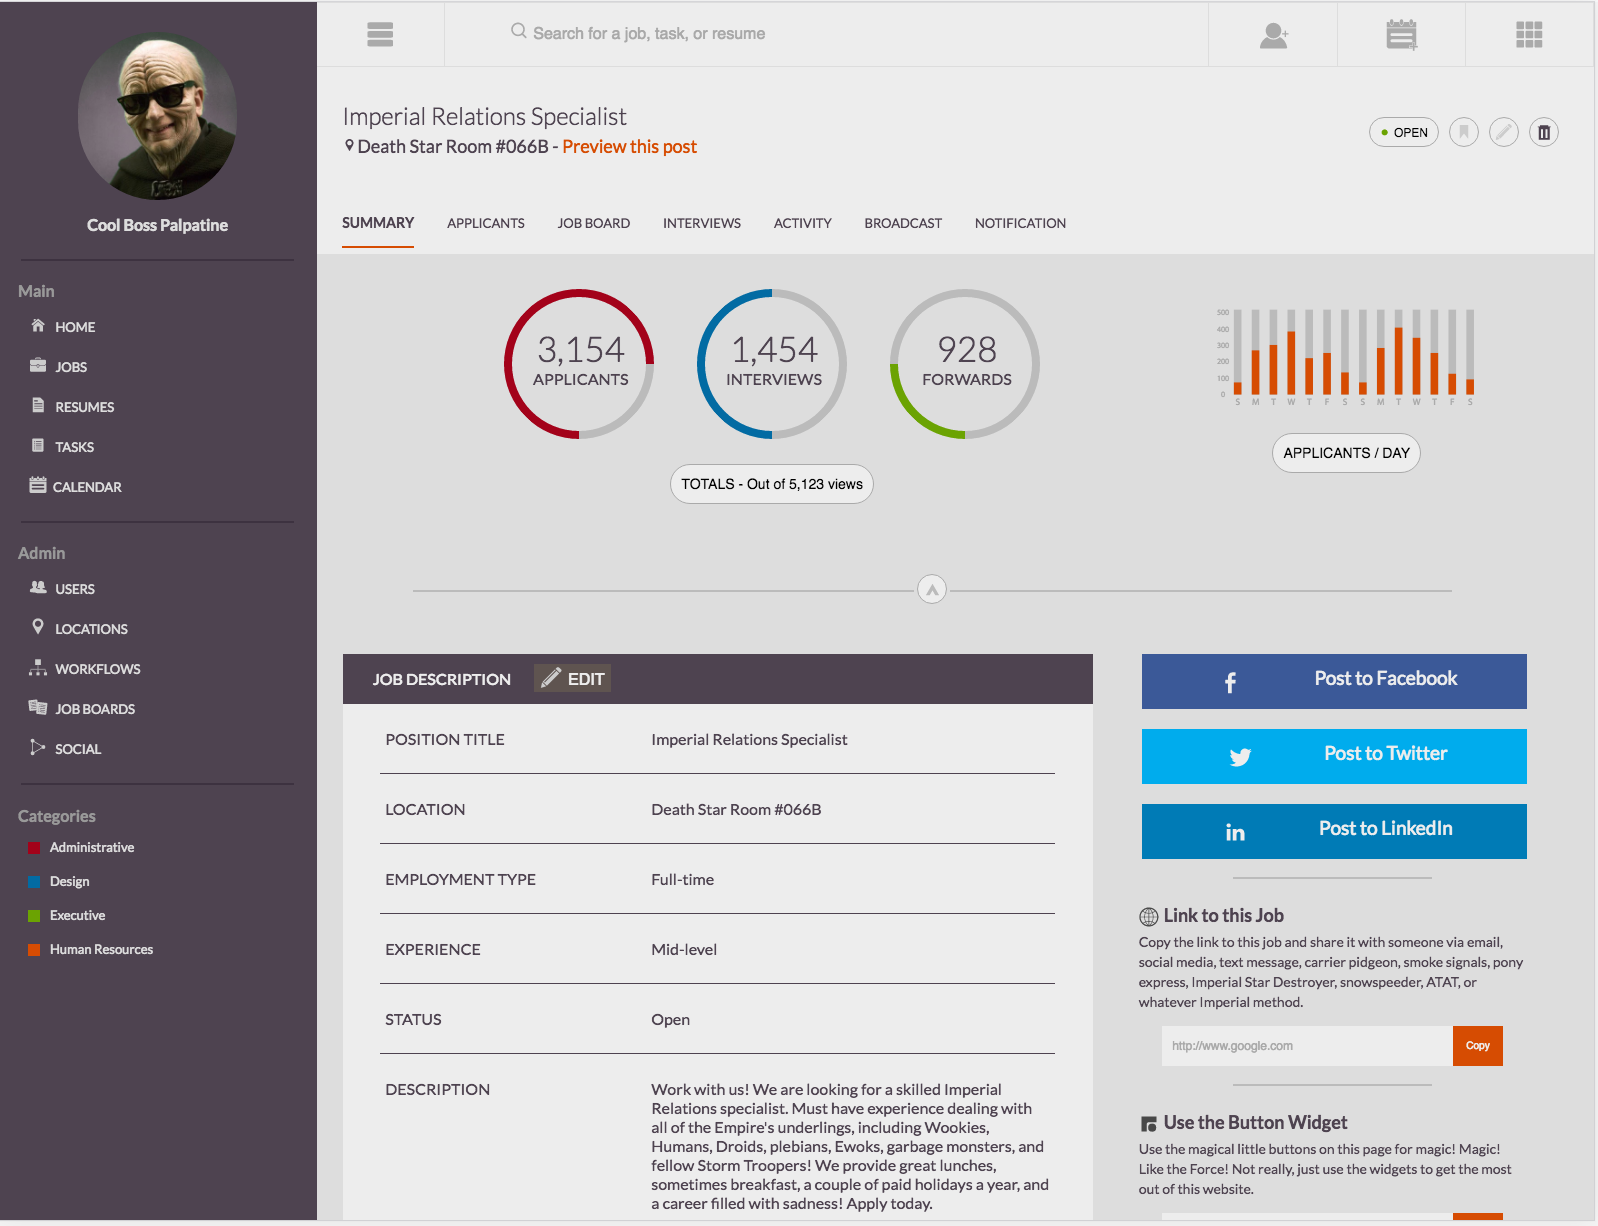 Cool Boss Palpatine
Main
HOME
JOBS
RESUMES
TASKS
CALENDAR
Admin
USERS
LOCATIONS
WORKFLOWS
JOB BOARDS
SOCIAL
Categories
Administrative
Design
Executive
Human Resources
Search for a job, task, or resume
Imperial Relations Specialist
Death Star Room #066B - Preview this post
OPEN
SUMMARY APPLICANTS JOB BOARD INTERVIEWS ACTIVITY BROADCAST NOTIFICATION
3,154
APPLICANTS
1,454
INTERVIEWS
928
FORWARDS
TOTALS - Out of 5,123 views
500
400
300
200
100
0
S M T W T F S S M T W T F S
APPLICANTS / DAY
JOB DESCRIPTION EDIT
POSITION TITLE Imperial Relations Specialist
LOCATION Death Star Room #066B
EMPLOYMENT TYPE Full-time
EXPERIENCE Mid-level
STATUS Open
DESCRIPTION Work with us! We are looking for a skilled Imperial
Relations specialist. Must have experience dealing with
all of the Empire's underlings, including Wookies,
Humans, Droids, plebians, Ewoks, garbage monsters, and
fellow Storm Troopers! We provide great lunches,
sometimes breakfast, a couple of paid holidays a year, and
a career filled with sadness! Apply today.
Post to Facebook
Post to Twitter
in Post to LinkedIn
Link to this Job
Copy the link to this job and share it with someone via email,
social media, text message, carrier pidgeon, smoke signals, pony
express, Imperial Star Destroyer, snowspeeder, ATAT, or
whatever Imperial method.
http://www.google.com Copy
Use the Button Widget
Use the magical little buttons on this page for magic! Magic!
Like the Force! Not really, just use the widgets to get the most
out of this website.